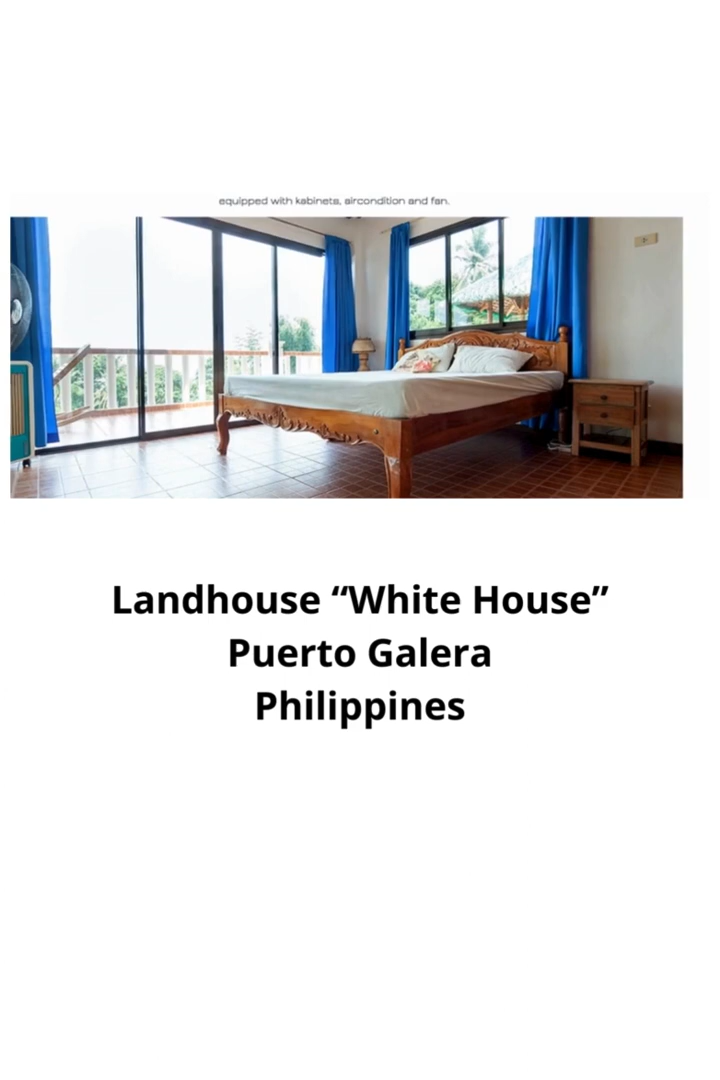 equipped with kabinets, aircondition and fan.
Landhouse “White House”
Puerto Galera
Philippines